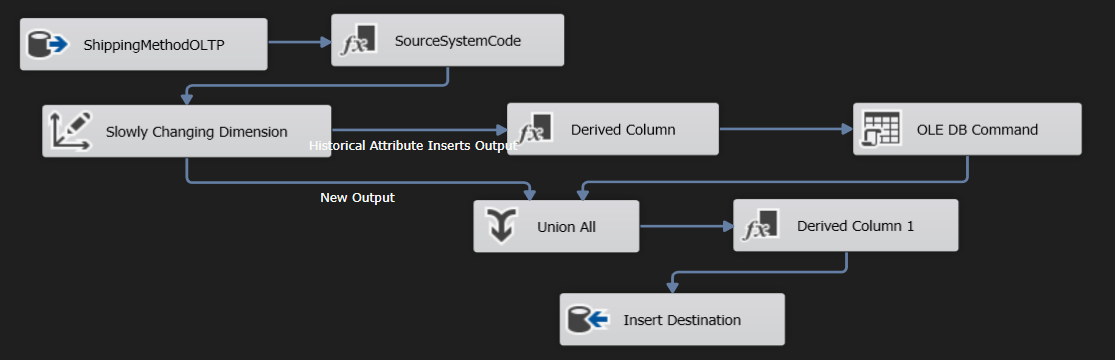 ShippingMethodOLTP
SourceSystemCode
Slowly Changing Dimension
Historical Attribute Inserts Output
Derived Column
OLE DB Command
New Output
Union All
Derived Column 1
Insert Destination